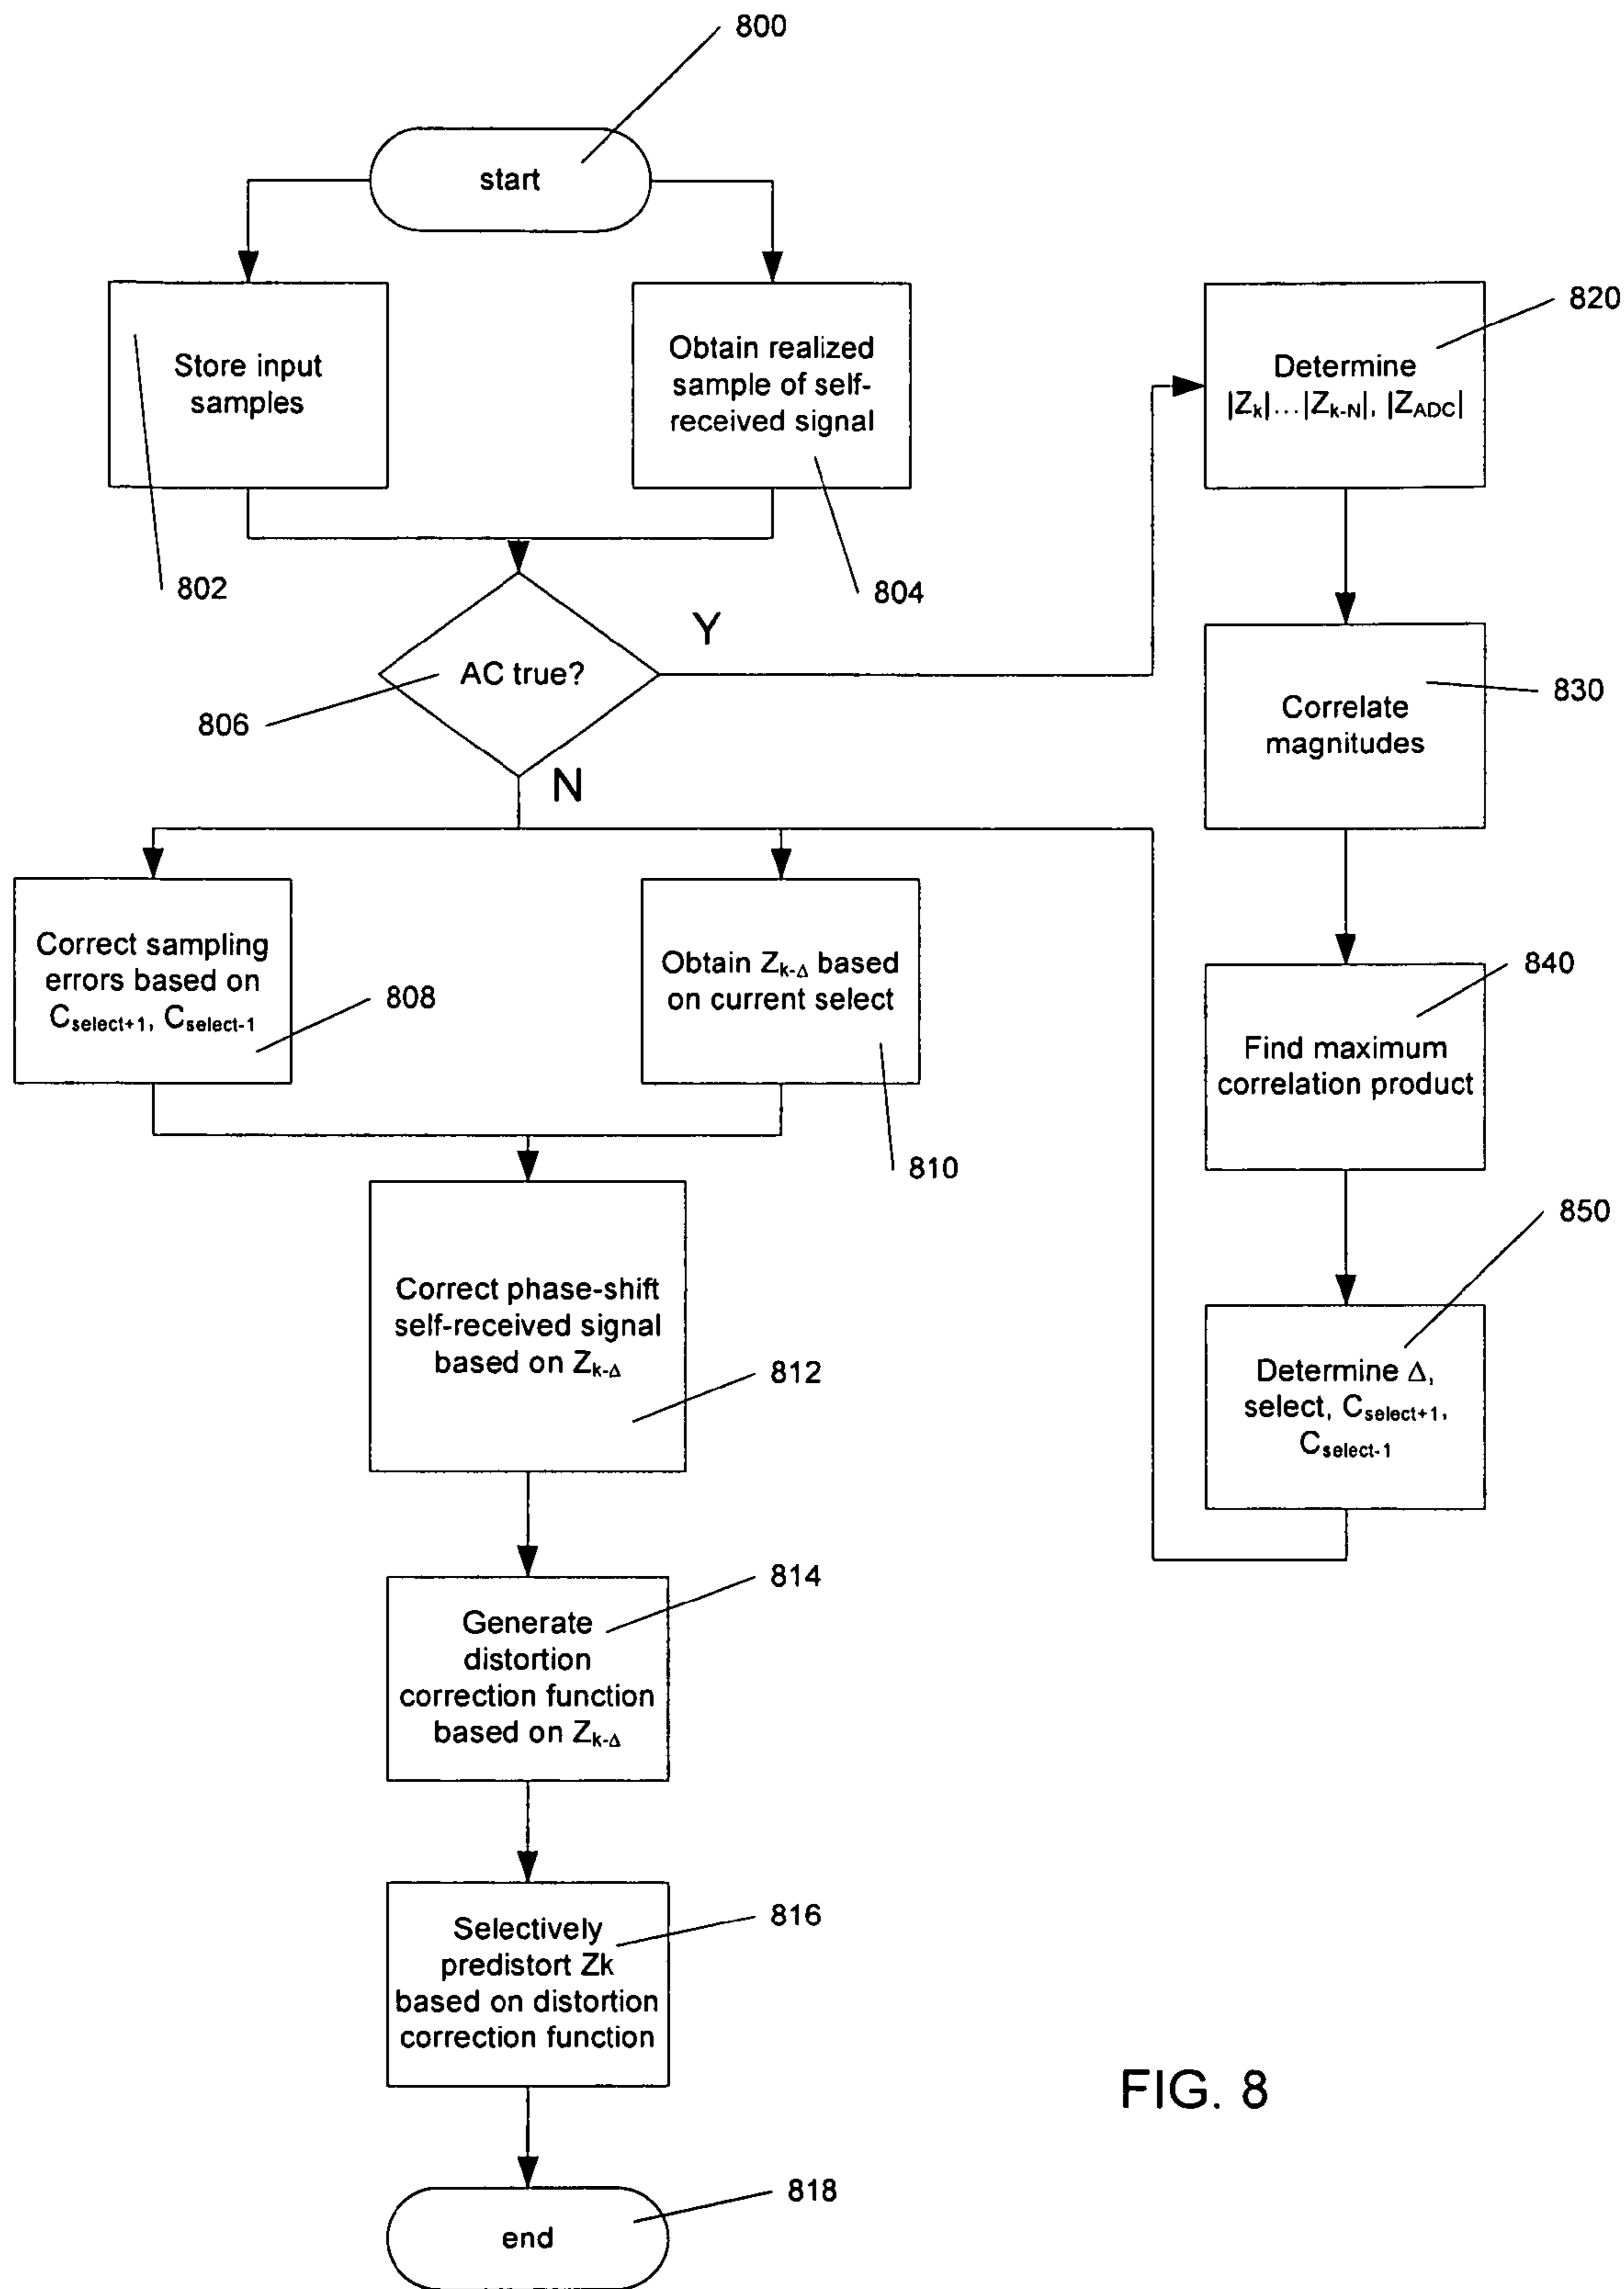 800
start
Store input
samples
802
Obtain realized
sample of self-
received signal
804
AC true?
806
Y
N
Determine
|Zk|...|Zk-N|, |ZADC|
820
Correlate
magnitudes
830
Find maximum
correlation product
840
Determine Δ,
select, Cselect+1,
Cselect-1
850
Correct sampling
errors based on
Cselect+1, Cselect-1
808
Obtain Zk-Δ based
on current select
810
Correct phase-shift
self-received signal
based on Zk-Δ
812
Generate
distortion
correction function
based on Zk-Δ
814
Selectively
predistort Zk
based on distortion
correction function
816
end
818
FIG. 8